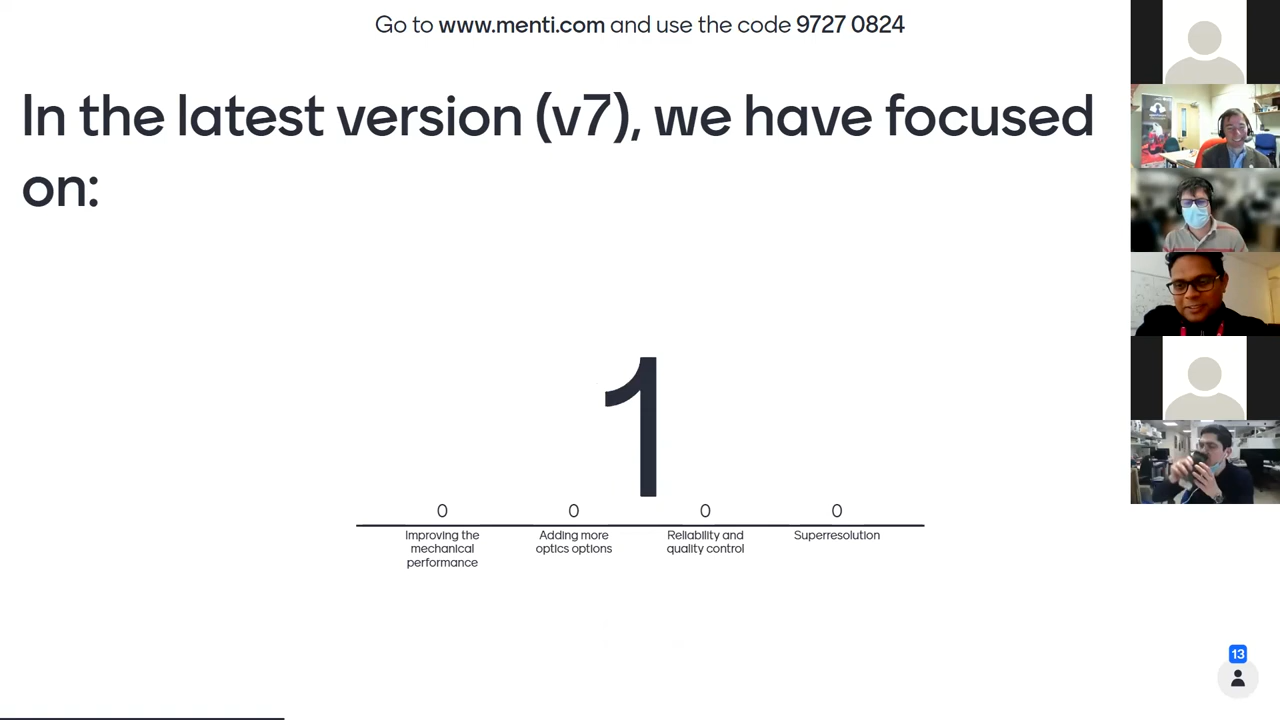 Go to www.menti.com and use the code 9727 0824
In the latest version (v7), we have focused
on:
1
0
0
0
0
Improving the
mechanical
performance
Adding more
optics options
Reliability and
quality control
Superresolution
13